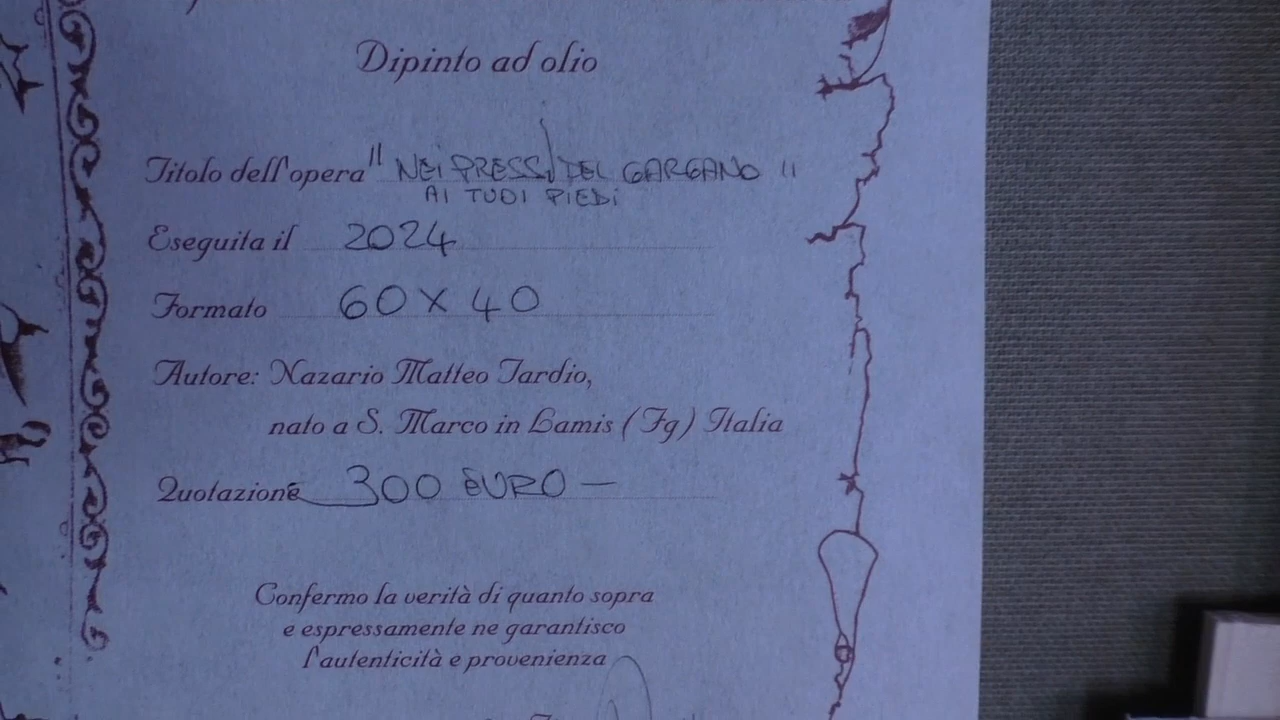 Dipinto ad olio
Titolo dell'opera " NEI PRESSI DEL GARGANO "
AI TUOI PIEDI
Eseguita il 2024
Formato 60 X 40
Autore: Nazario Matteo Tardio,
nato a S. Marco in Lamis (Fg) Italia
Quotazione 300 EURO —
Confermo la verità di quanto sopra
e espressamente ne garantisco
l'autenticità e provenienza